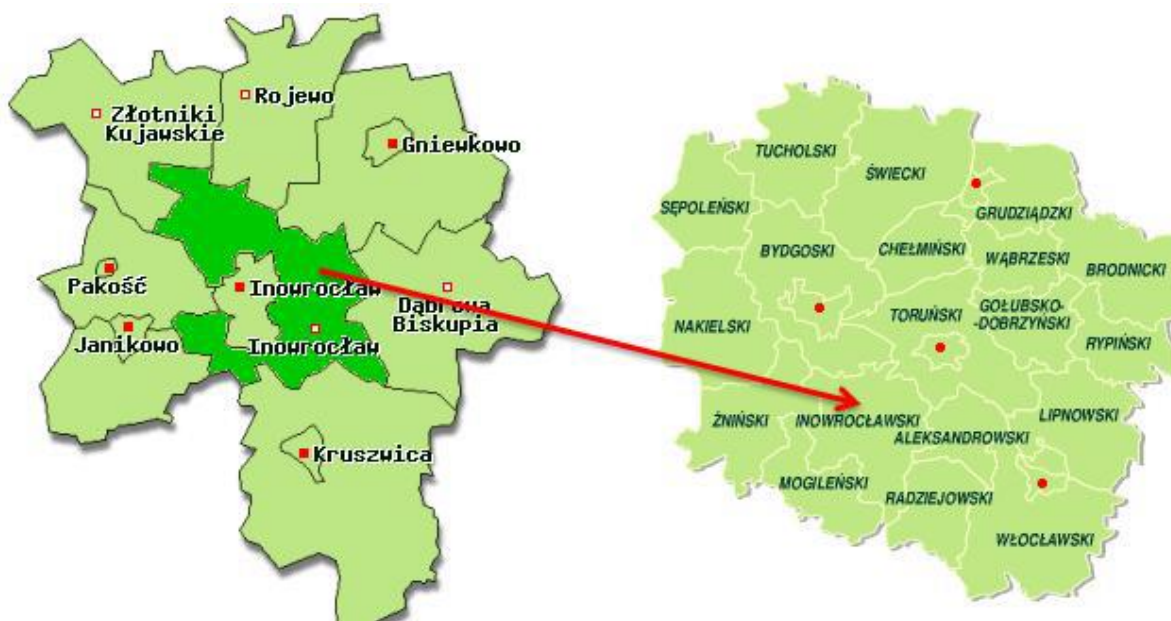 Rojewo
Złotniki
Kujawskie
Gniewkowo
Pakość
Inowrocław
Dąbrowa
Biskupia
Janikowo
Inowrocław
Kruszwica
TUCHOLSKI
ŚWIECKI
SĘPOLEŃSKI
GRUDZIĄDZKI
BYDGOSKI
CHEŁMIŃSKI
WĄBRZESKI
BRODNICKI
NAKIELSKI
TORUŃSKI
GOŁUBSKO-
-DOBRZYŃSKI
RYPIŃSKI
ŻNIŃSKI
INOWROCŁAWSKI
LIPNOWSKI
ALEKSANDROWSKI
MOGILEŃSKI
RADZIEJOWSKI
WŁOCŁAWSKI